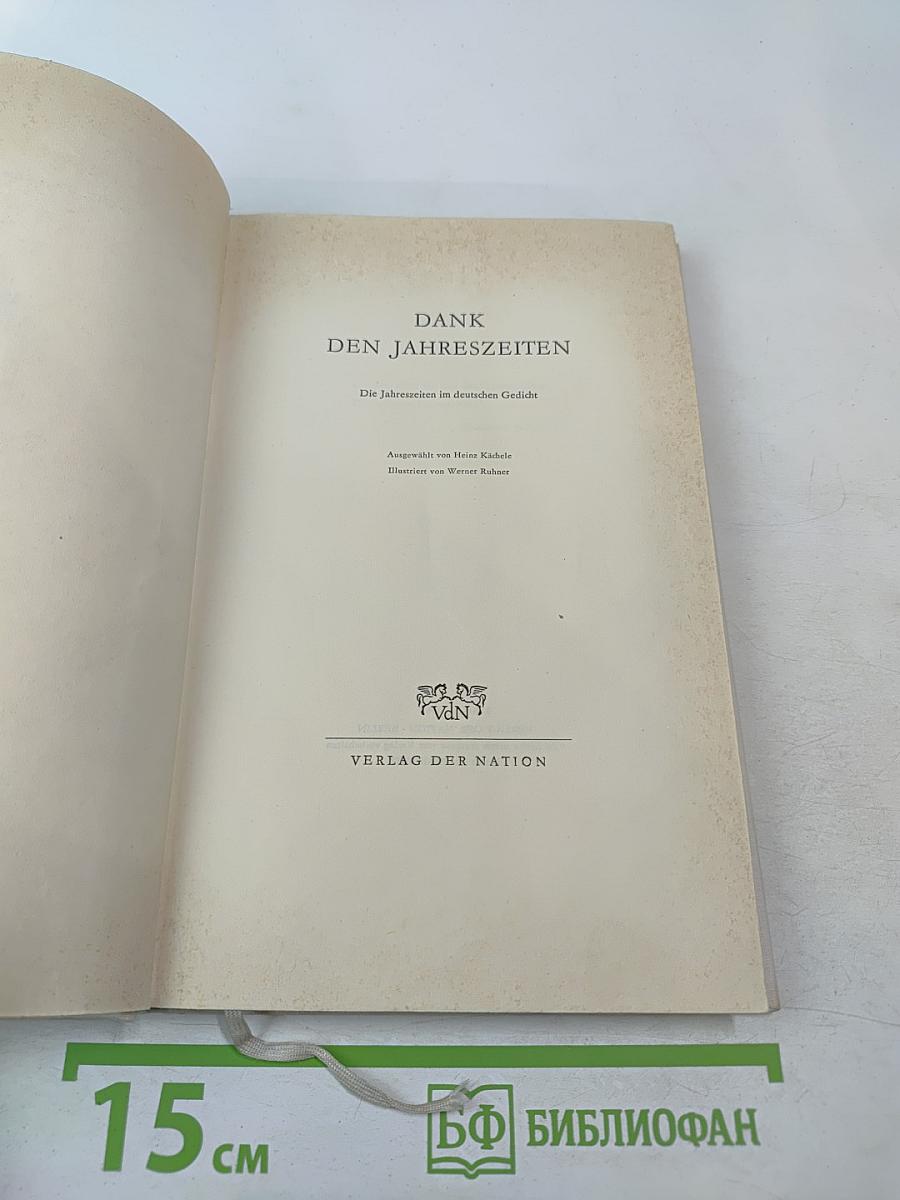 DANK
DEN JAHRESZEITEN
Die Jahreszeiten im deutschen Gedicht
Ausgewählt von Heinz Kächele
Illustriert von Werner Ruhner
VdN
VERLAG DER NATION
15 см
БФ БИБЛИОФАН